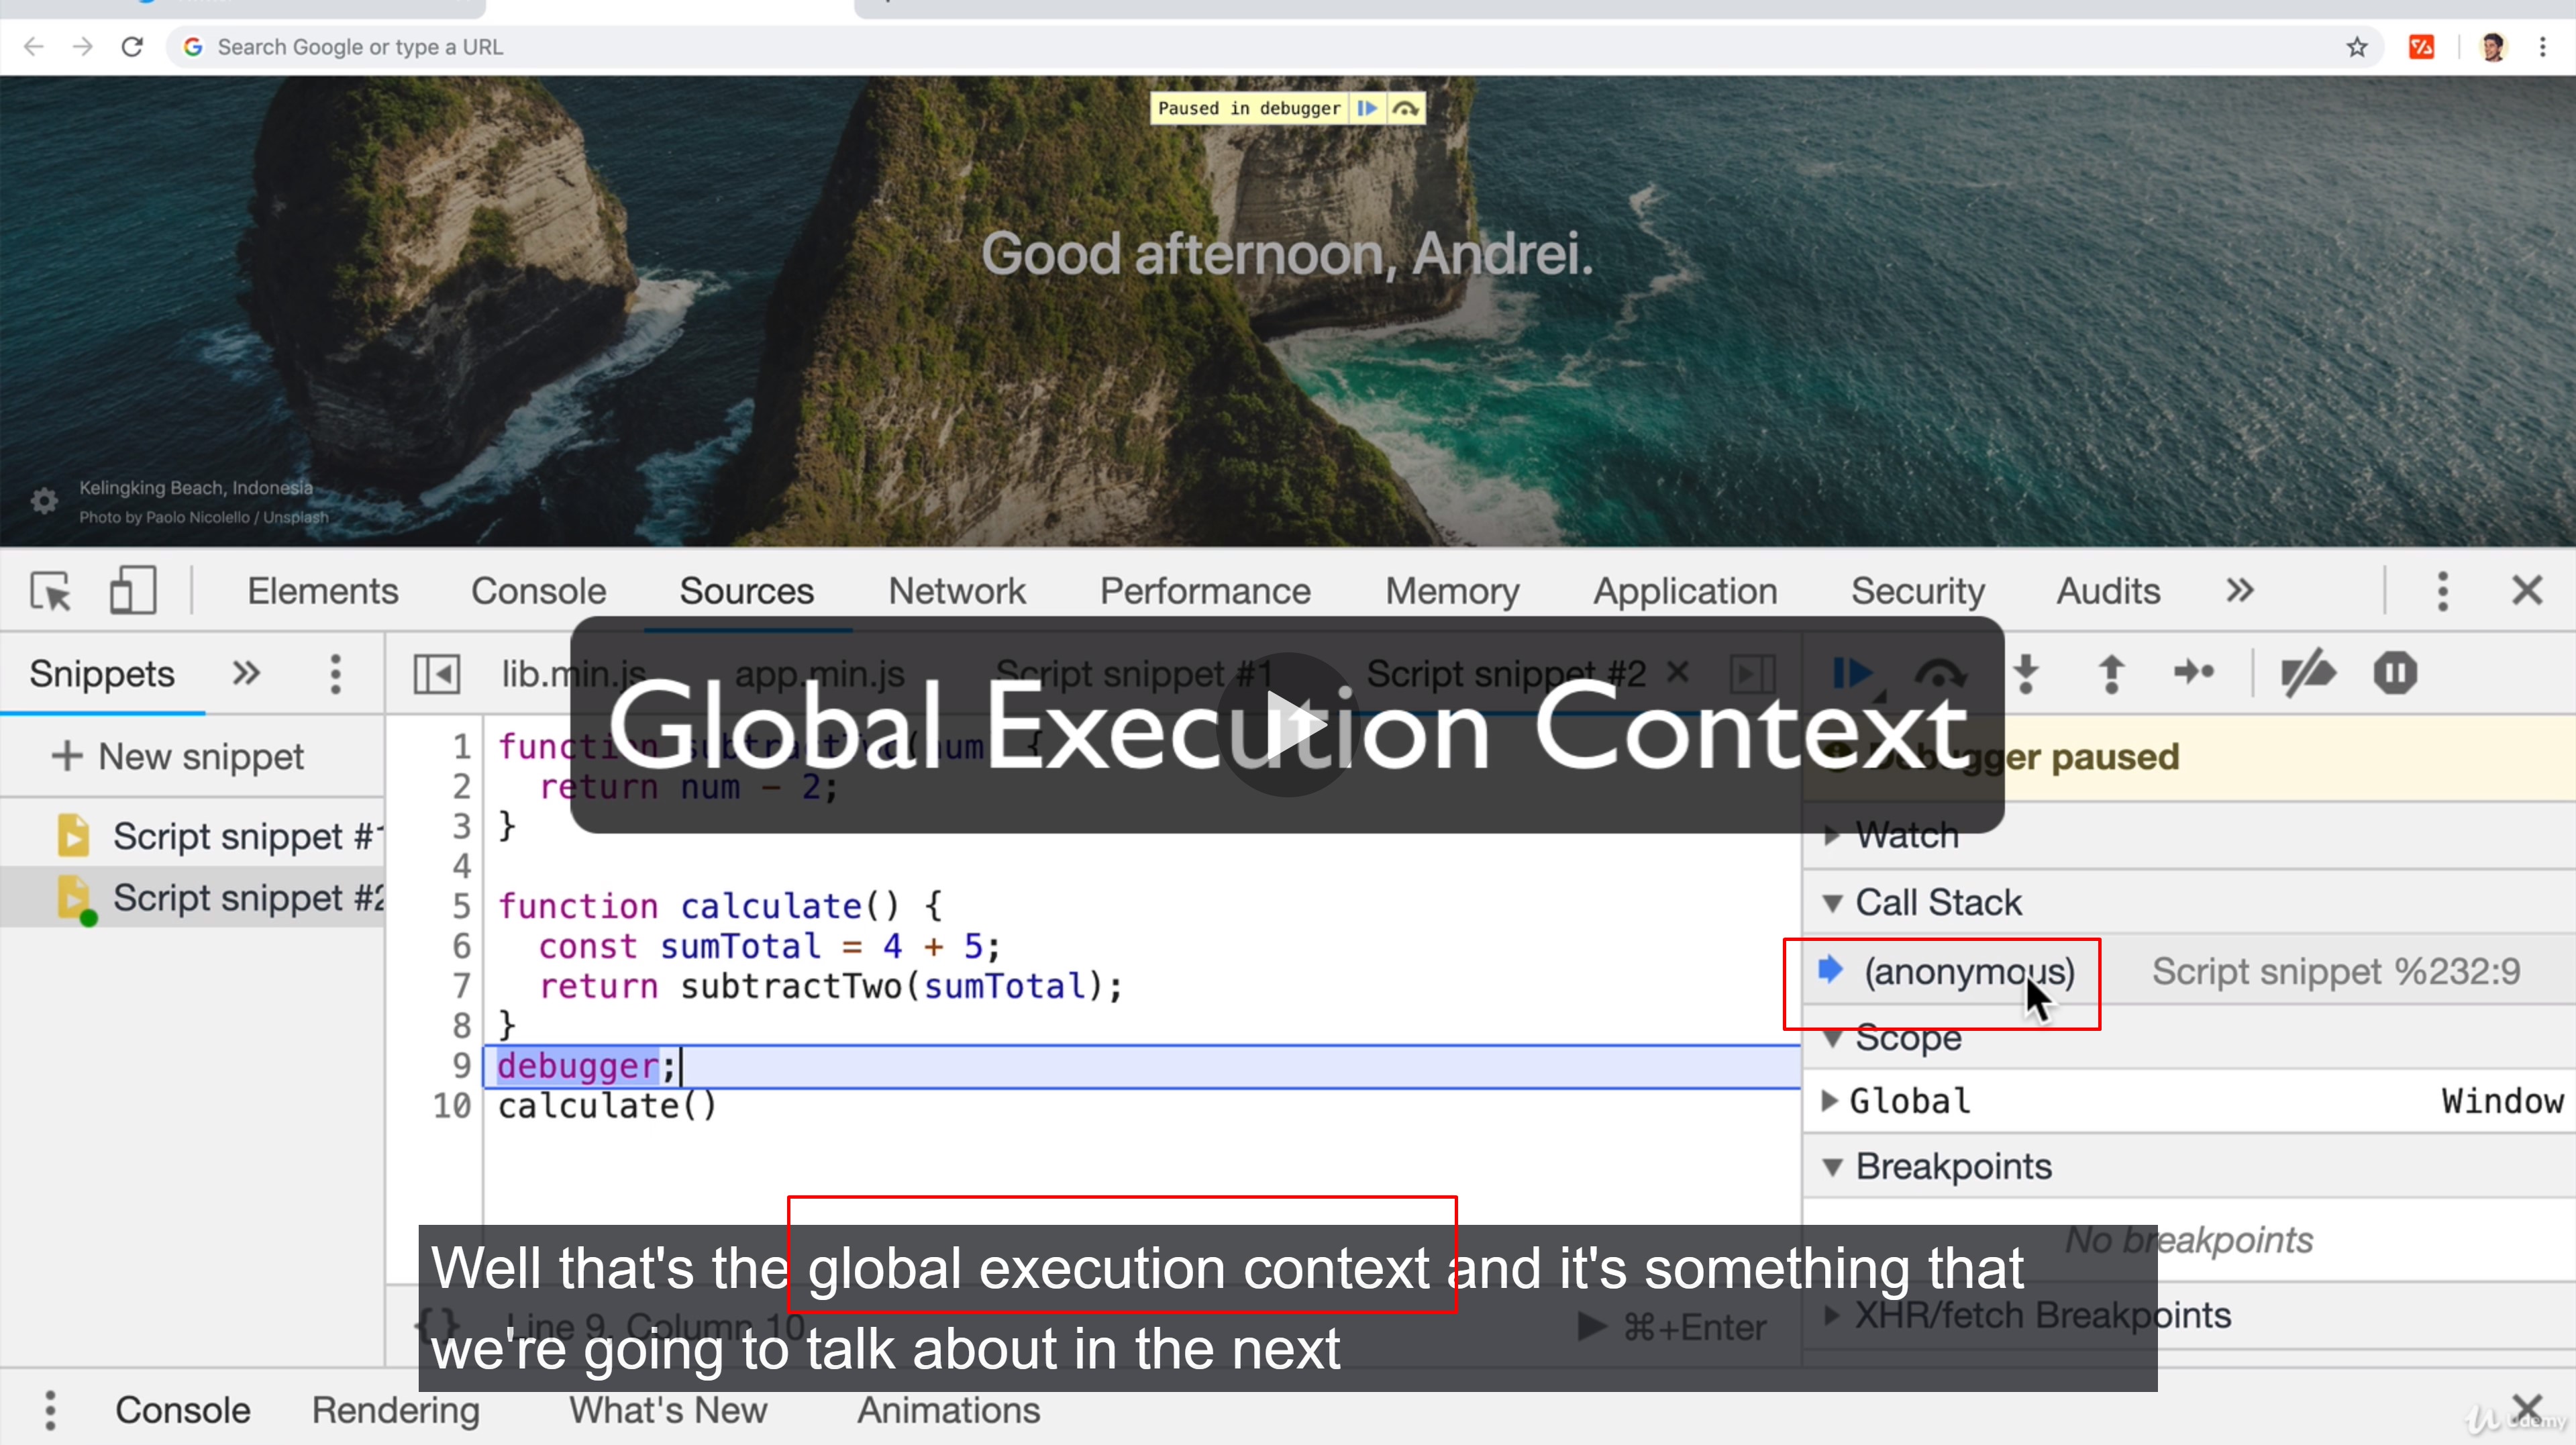 Search Google or type a URL
Paused in debugger
Good afternoon, Andrei.
Kelingking Beach, Indonesia
Photo by Paolo Nicolello / Unsplash
Elements Console Sources Network Performance Memory Application Security Audits
Snippets
lib.min.js app.min.js Script snippet #1 Script snippet #2
Global Execution Context
Debugger paused
New snippet
Script snippet #1
Script snippet #2
1 function subtractTwo(num) {
2 return num - 2;
3 }
4
5 function calculate() {
6 const sumTotal = 4 + 5;
7 return subtractTwo(sumTotal);
8 }
9 debugger;
10 calculate()
Watch
Call Stack
(anonymous) Script snippet %232:9
Scope
Global Window
Breakpoints
No breakpoints
XHR/fetch Breakpoints
{} Line 9, Column 10 ⌘+Enter
Well that's the global execution context and it's something that
we're going to talk about in the next
Console Rendering What's New Animations
Udemy